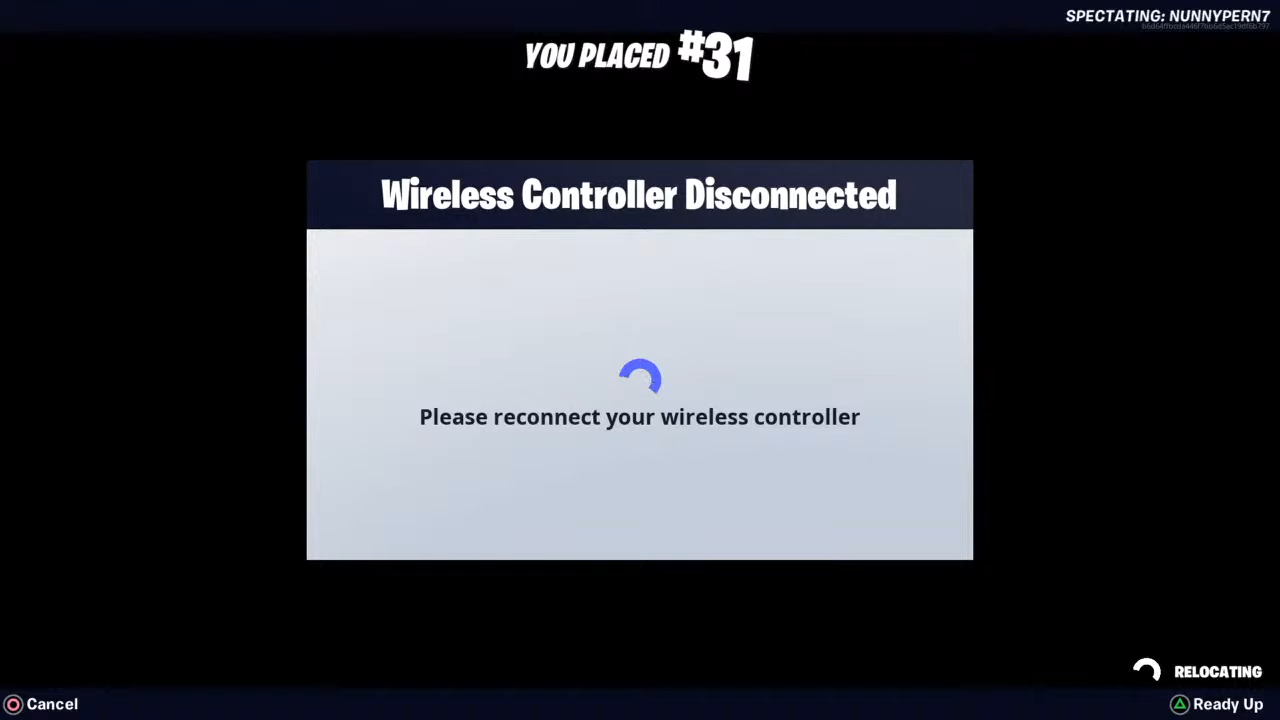 SPECTATING: NUNNYPERN7
YOU PLACED #31
Wireless Controller Disconnected
Please reconnect your wireless controller
RELOCATING
Cancel
Ready Up